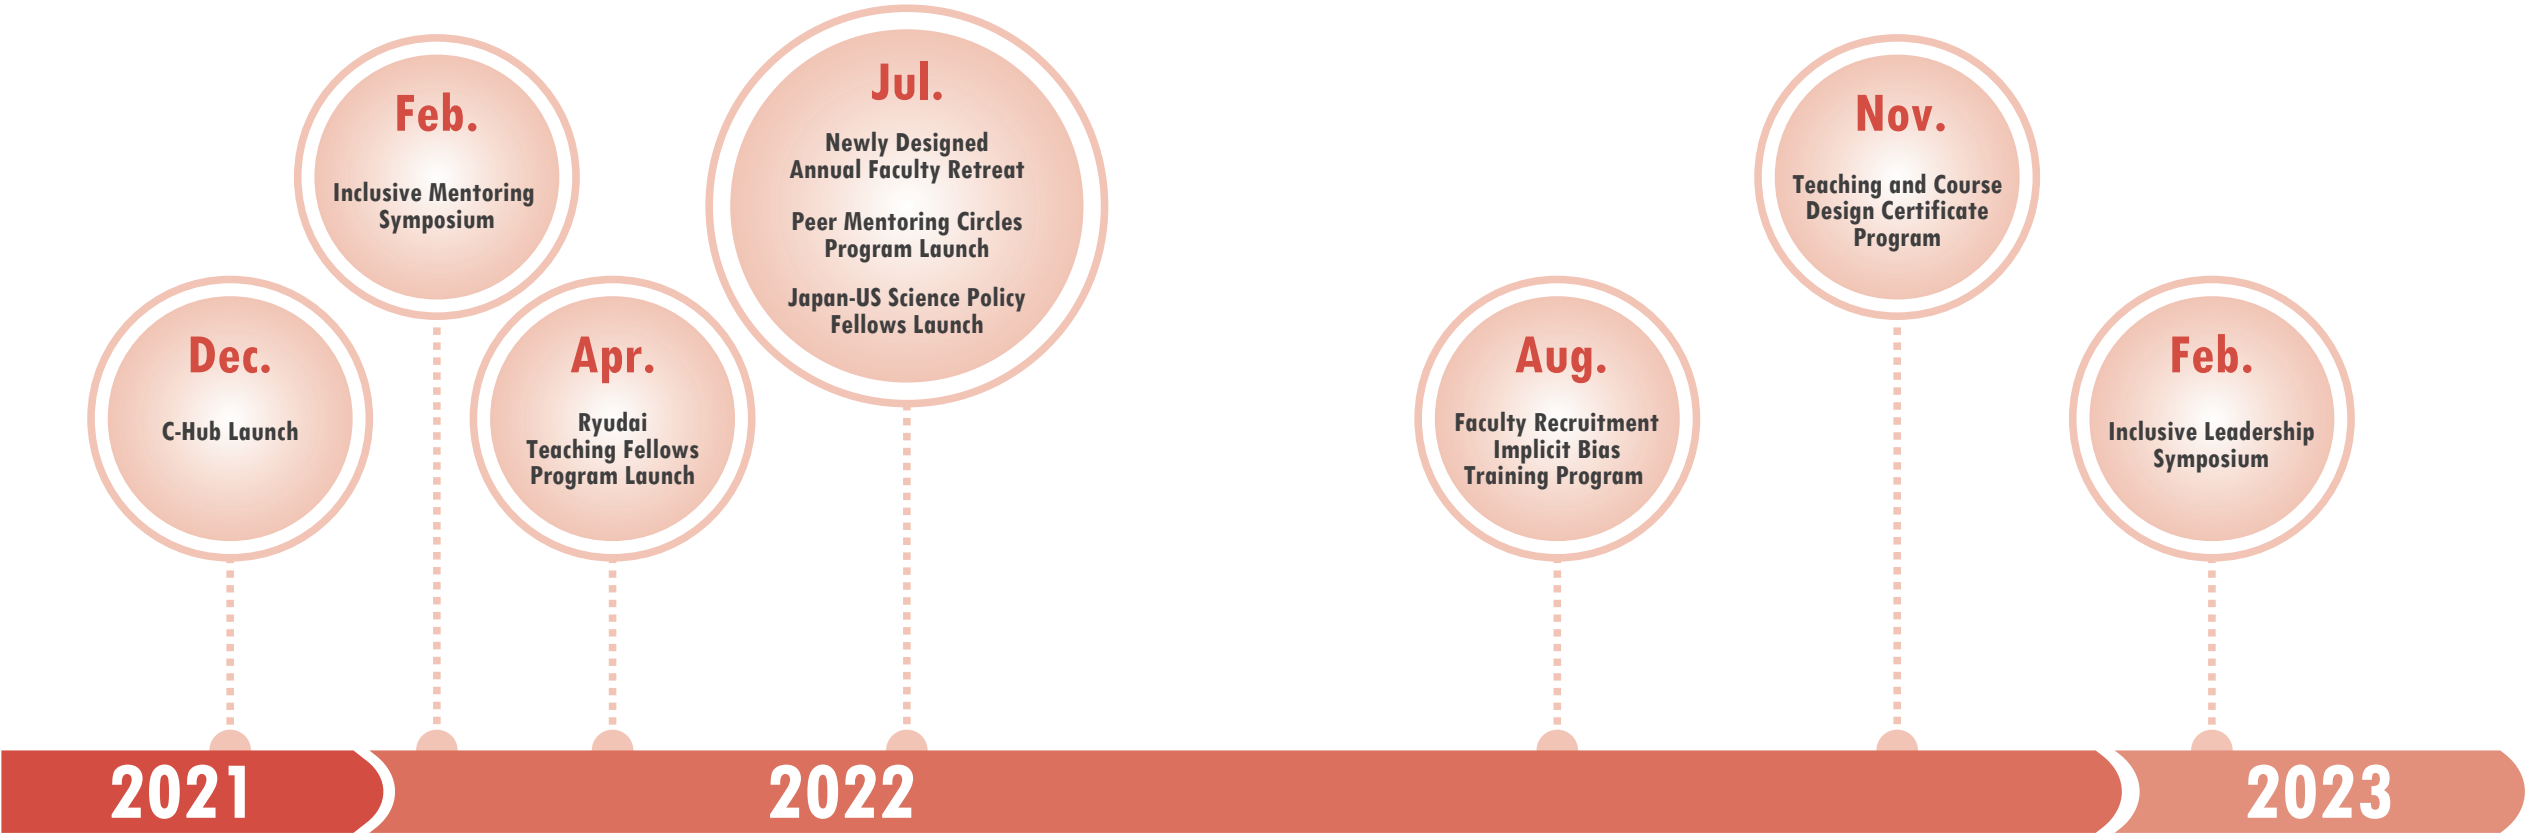 Dec.
C-Hub Launch
Feb.
Inclusive Mentoring
Symposium
Apr.
Ryudai
Teaching Fellows
Program Launch
Jul.
Newly Designed
Annual Faculty Retreat
Peer Mentoring Circles
Program Launch
Japan-US Science Policy
Fellows Launch
Aug.
Faculty Recruitment
Implicit Bias
Training Program
Nov.
Teaching and Course
Design Certificate
Program
Feb.
Inclusive Leadership
Symposium
2021
2022
2023